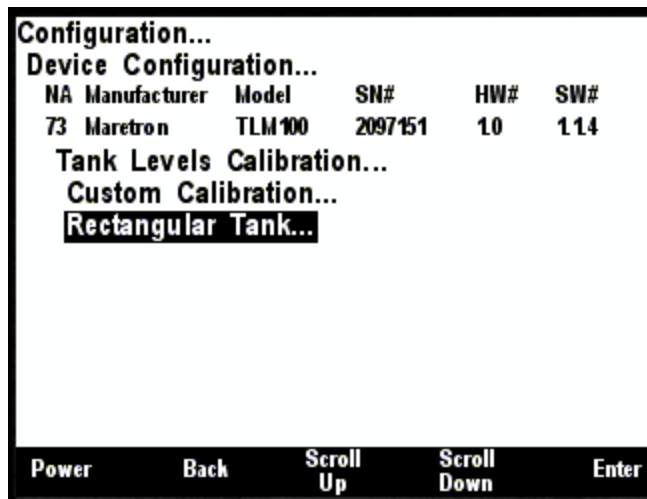 Configuration...
Device Configuration...
NA Manufacturer Model SN# HW# SW#
73 Maretron TLM100 2097151 1.0 1.1.4
Tank Levels Calibration...
Custom Calibration...
Rectangular Tank...
Power Back Scroll Up Scroll Down Enter